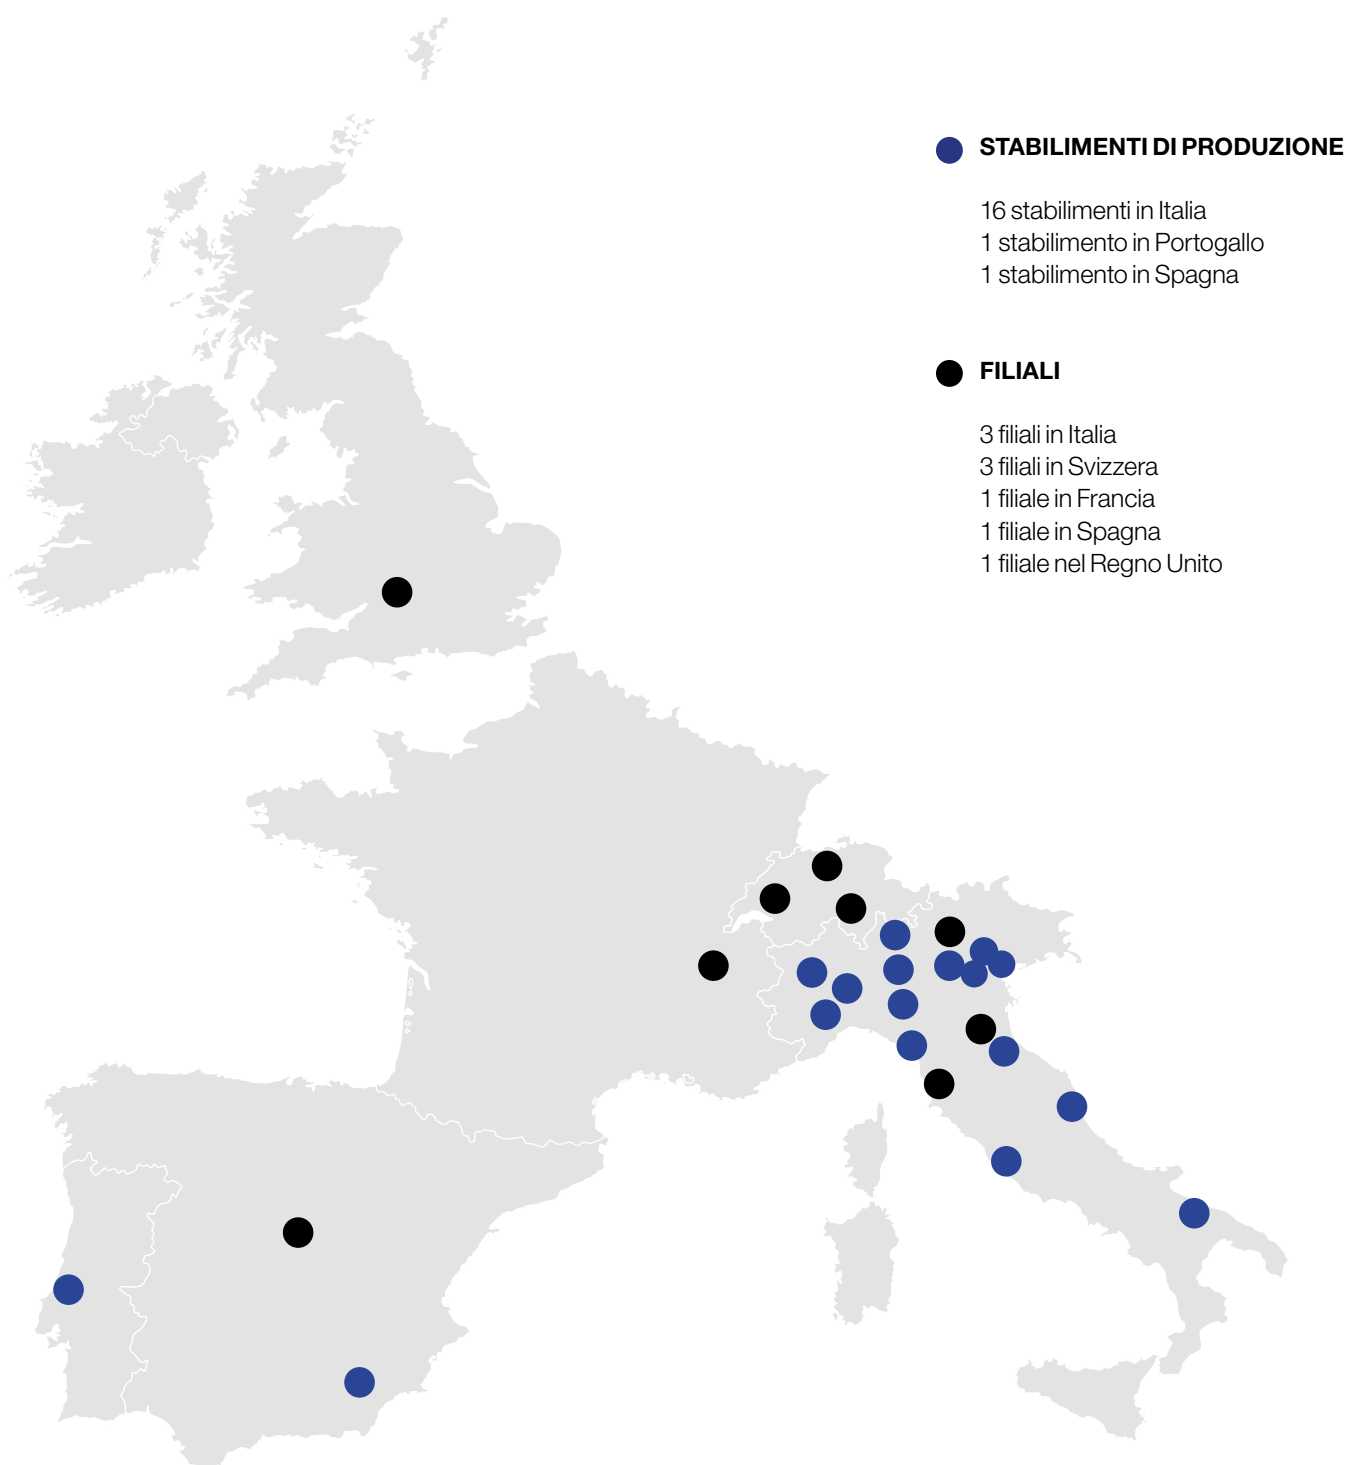 STABILIMENTI DI PRODUZIONE
16 stabilimenti in Italia
1 stabilimento in Portogallo
1 stabilimento in Spagna
FILIALI
3 filiali in Italia
3 filiali in Svizzera
1 filiale in Francia
1 filiale in Spagna
1 filiale nel Regno Unito